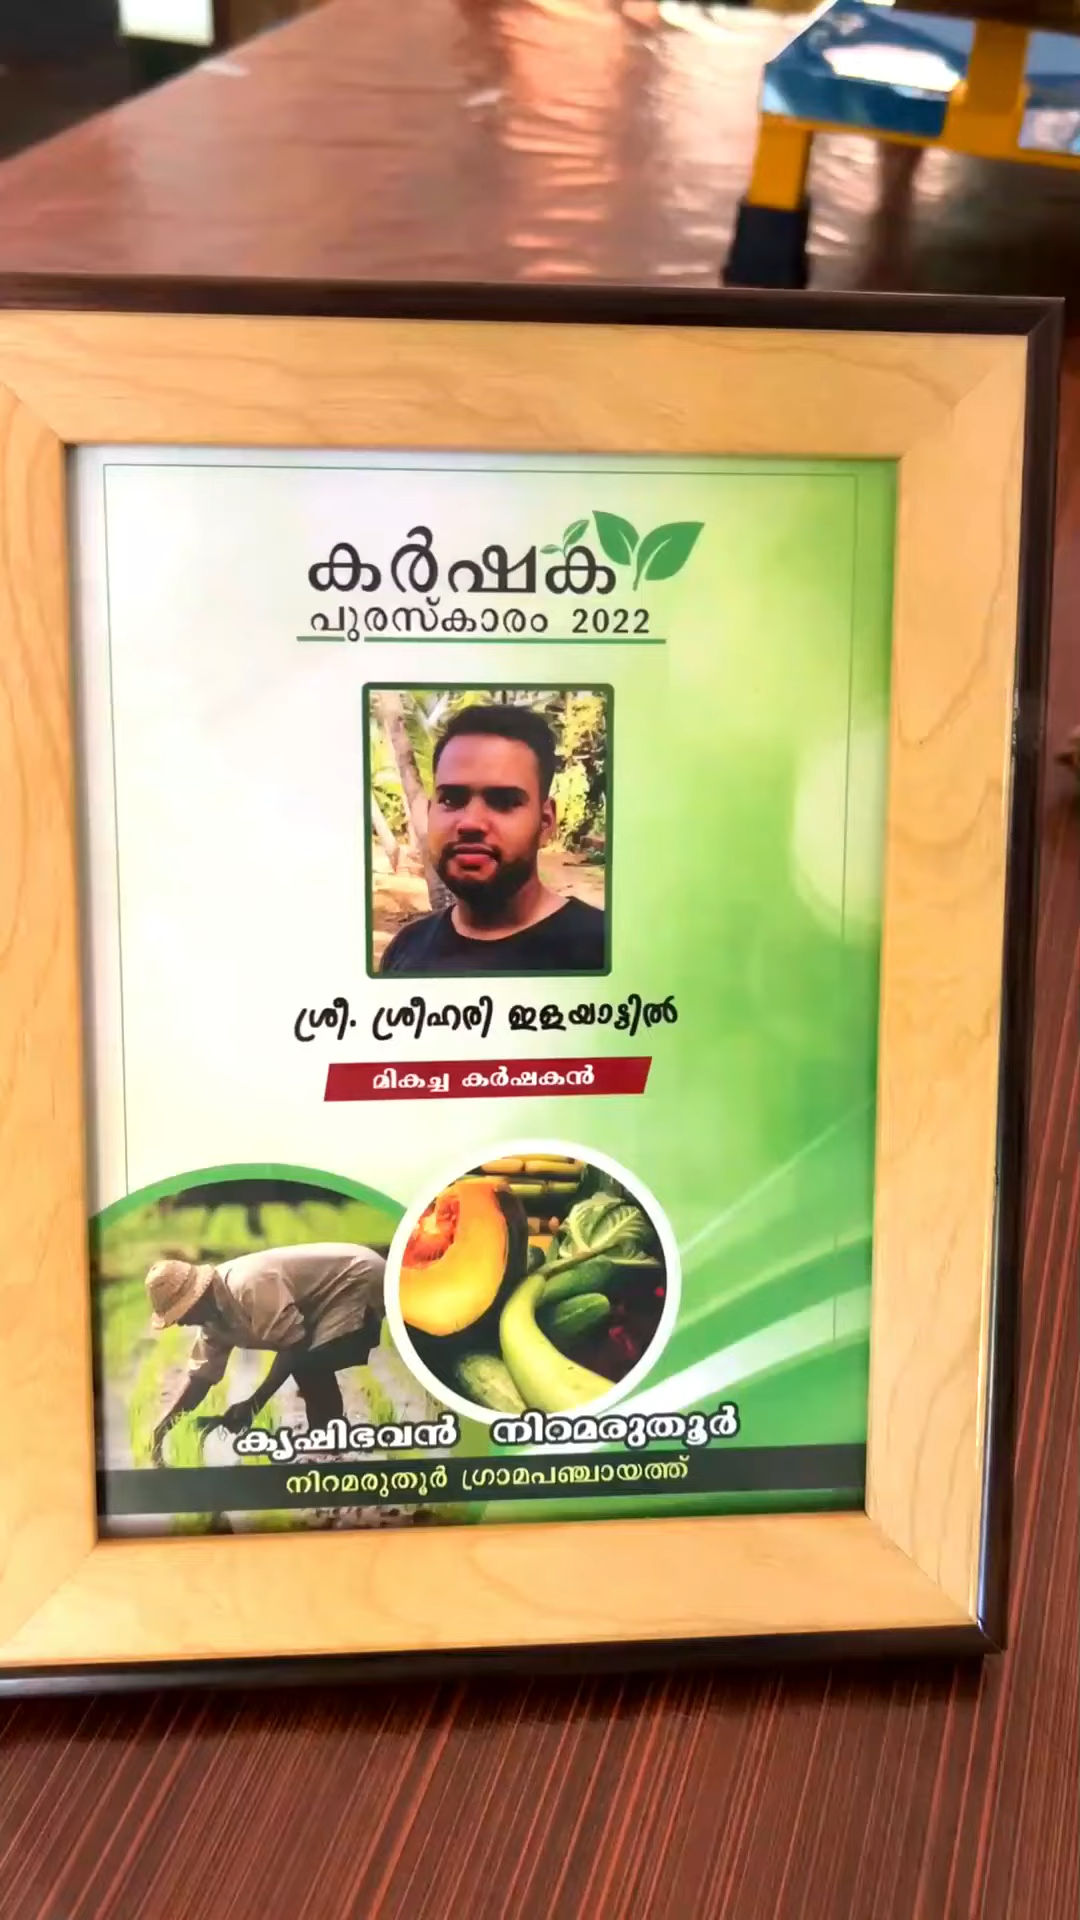 കർഷക
പുരസ്കാരം 2022
ശ്രീ. ശ്രീഹരി ഇളയാട്ടിൽ
മികച്ച കർഷകൻ
കൃഷിഭവൻ നിറമരുതൂർ
നിറമരുതൂർ ഗ്രാമപഞ്ചായത്ത്